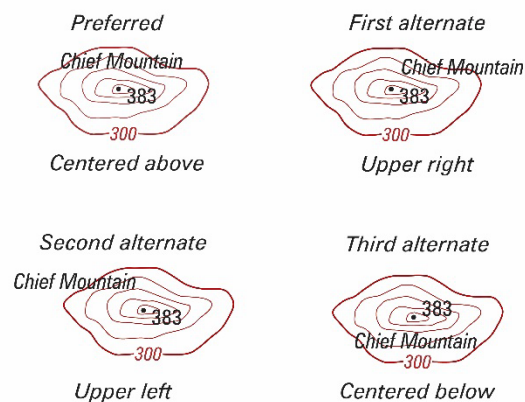 Preferred
Chief Mountain
383
300
Centered above
First alternate
Chief Mountain
383
300
Upper right
Second alternate
Chief Mountain
383
300
Upper left
Third alternate
383
Chief Mountain
300
Centered below